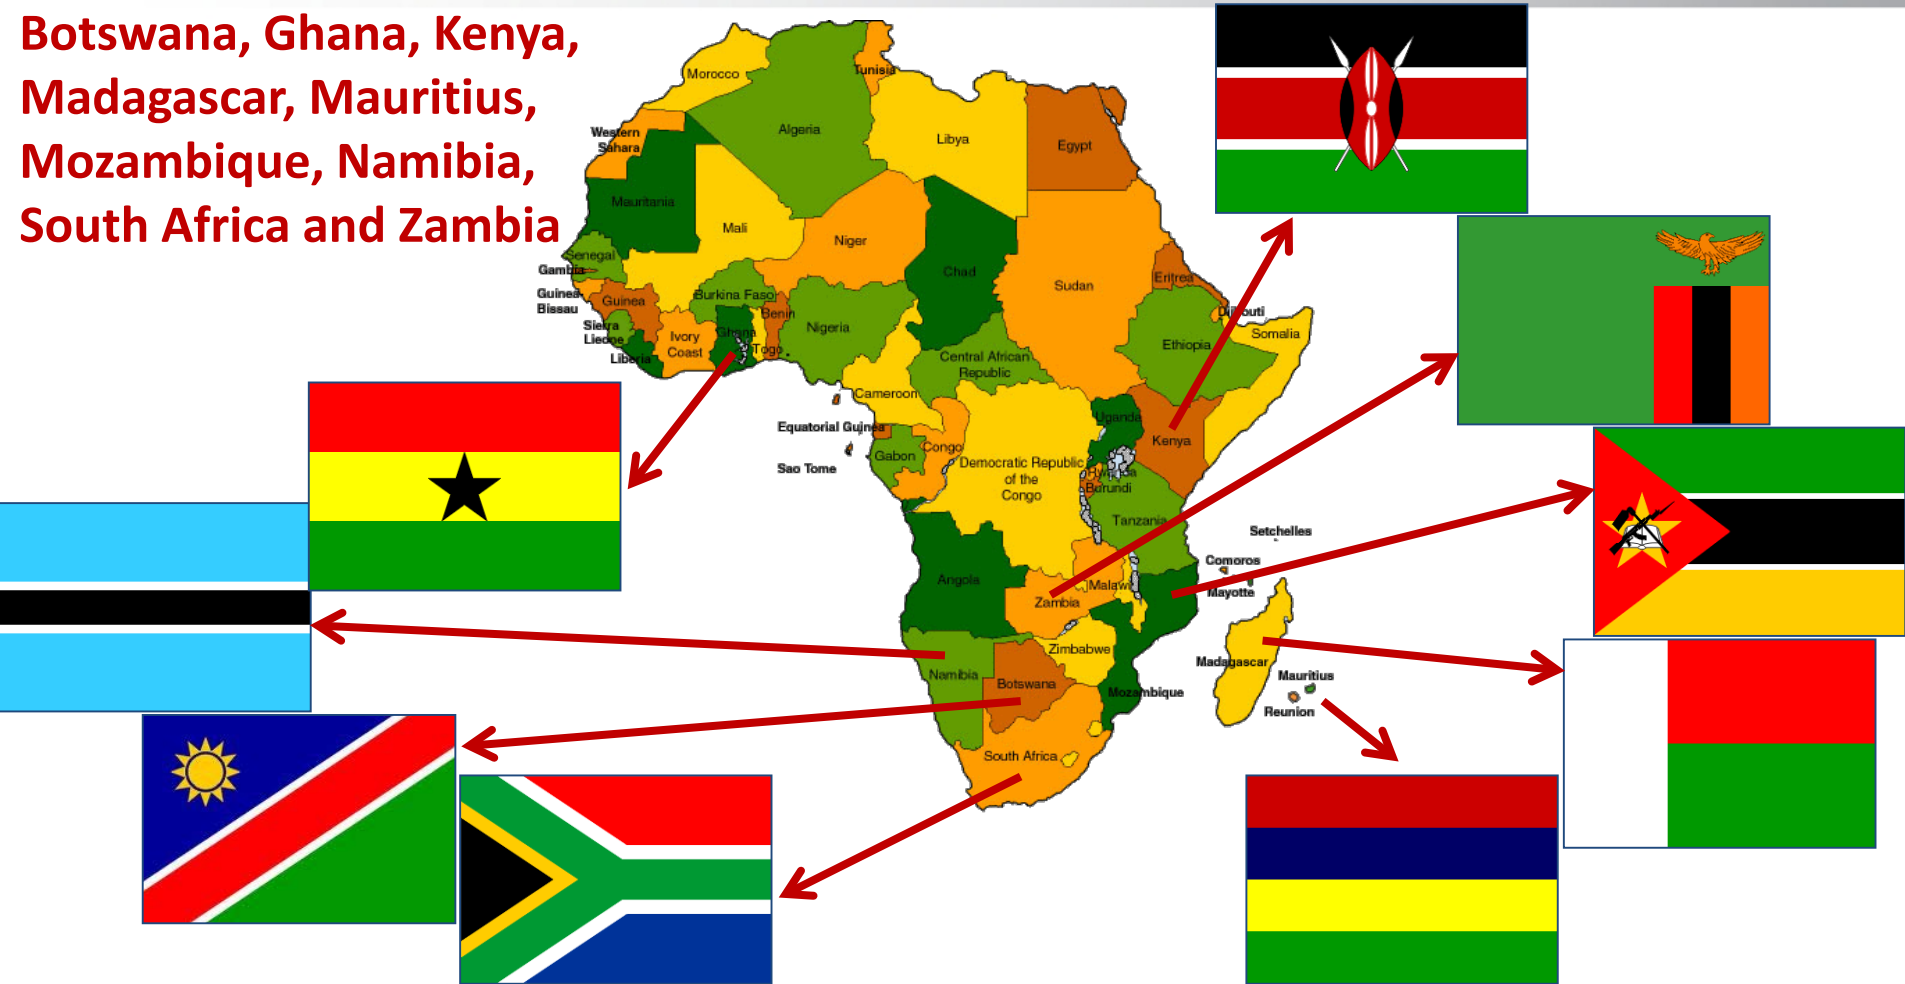 Botswana, Ghana, Kenya,
Madagascar, Mauritius,
Mozambique, Namibia,
South Africa and Zambia
Morocco
Tunisia
Algeria
Libya
Egypt
Western
Sahara
Mauritania
Mali
Niger
Chad
Sudan
Eritrea
Djibouti
Somalia
Ethiopia
Senegal
Gambia
Guinea-
Bissau
Guinea
Sierra
Lieone
Liberia
Ivory
Coast
Burkina Faso
Ghana
Togo
Benin
Nigeria
Cameroon
Central African
Republic
Equatorial Guinea
Sao Tome
Gabon
Congo
Democratic Republic
of the
Congo
Uganda
Kenya
Rwanda
Burundi
Tanzania
Setchelles
Comoros
Mayotte
Angola
Zambia
Malawi
Zimbabwe
Mozambique
Madagascar
Mauritius
Reunion
Namibia
Botswana
South Africa